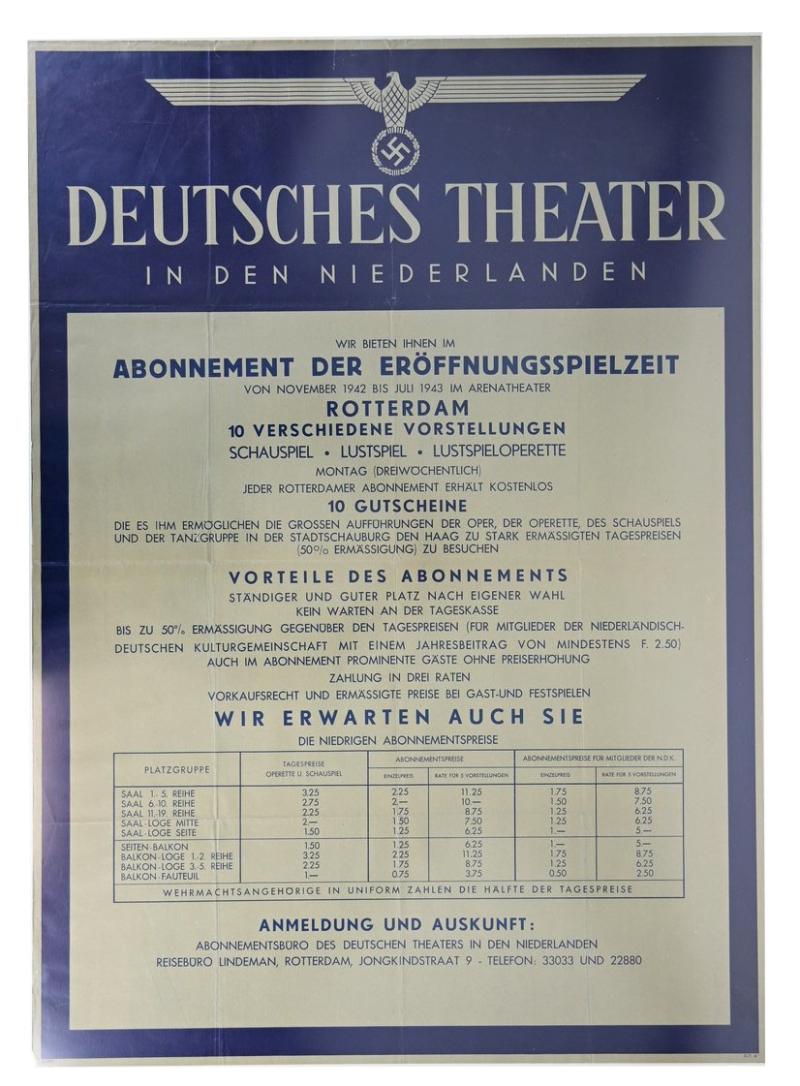 DEUTSCHES THEATER
IN DEN NIEDERLANDEN
WIR BIETEN IHNEN IM
ABONNEMENT DER ERÖFFNUNGSSPIELZEIT
VON NOVEMBER 1942 BIS JULI 1943 IM ARENATHEATER
ROTTERDAM
10 VERSCHIEDENE VORSTELLUNGEN
SCHAUSPIEL • LUSTSPIEL • LUSTSPIELOPERETTE
MONTAG (DREIWÖCHENTLICH)
JEDER ROTTERDAMER ABONNEMENT ERHÄLT KOSTENLOS
10 GUTSCHEINE
DIE ES IHM ERMÖGLICHEN DIE GROSSEN AUFFÜHRUNGEN DER OPER, DER OPERETTE, DES SCHAUSPIELS
UND DER TANZGRUPPE IN DER STADTSCHAUBURG DEN HAAG ZU STARK ERMÄSSIGTEN TAGESPREISEN
(50% ERMÄSSIGUNG) ZU BESUCHEN
VORTEILE DES ABONNEMENTS
STÄNDIGER UND GUTER PLATZ NACH EIGENER WAHL
KEIN WARTEN AN DER TAGESKASSE
BIS ZU 50% ERMÄSSIGUNG GEGENÜBER DEN TAGESPREISEN (FÜR MITGLIEDER DER NIEDERLÄNDISCH-
DEUTSCHEN KULTURGEMEINSCHAFT MIT EINEM JAHRESBEITRAG VON MINDESTENS F. 2.50)
AUCH IM ABONNEMENT PROMINENTE GÄSTE OHNE PREISERHÖHUNG
ZAHLUNG IN DREI RATEN
VORKAUFSRECHT UND ERMÄSSIGTE PREISE BEI GAST-UND FESTSPIELEN
WIR ERWARTEN AUCH SIE
DIE NIEDRIGEN ABONNEMENTSPREISE
PLATZGRUPPE TAGESPREISE OPERETTE U. SCHAUSPIEL ABONNEMENTSPREISE ABONNEMENTSPREISE FÜR MITGLIEDER DER N.D.K.
EINZELPREIS RATE FÜR 5 VORSTELLUNGEN EINZELPREIS RATE FÜR 5 VORSTELLUNGEN
SAAL 1.- 5. REIHE 3.25 2.25 11.25 1.75 8.75
SAAL 6.-10. REIHE 2.75 2.— 10.— 1.50 7.50
SAAL 11.-19. REIHE 2.25 1.75 8.75 1.25 6.25
SAAL-LOGE MITTE 2.— 1.50 7.50 1.25 6.25
SAAL-LOGE SEITE 1.50 1.25 6.25 1.— 5.—
SEITEN-BALKON 1.50 1.25 6.25 1.— 5.—
BALKON-LOGE 1.-2. REIHE 3.25 2.25 11.25 1.75 8.75
BALKON-LOGE 3.-5. REIHE 2.25 1.75 8.75 1.25 6.25
BALKON-FAUTEUIL 1.— 0.75 3.75 0.50 2.50
WEHRMACHTSANGEHÖRIGE IN UNIFORM ZAHLEN DIE HÄLFTE DER TAGESPREISE
ANMELDUNG UND AUSKUNFT:
ABONNEMENTSBÜRO DES DEUTSCHEN THEATERS IN DEN NIEDERLANDEN
REISEBÜRO LINDEMAN, ROTTERDAM, JONGKINDSTRAAT 9 - TELEFON: 33033 UND 22880